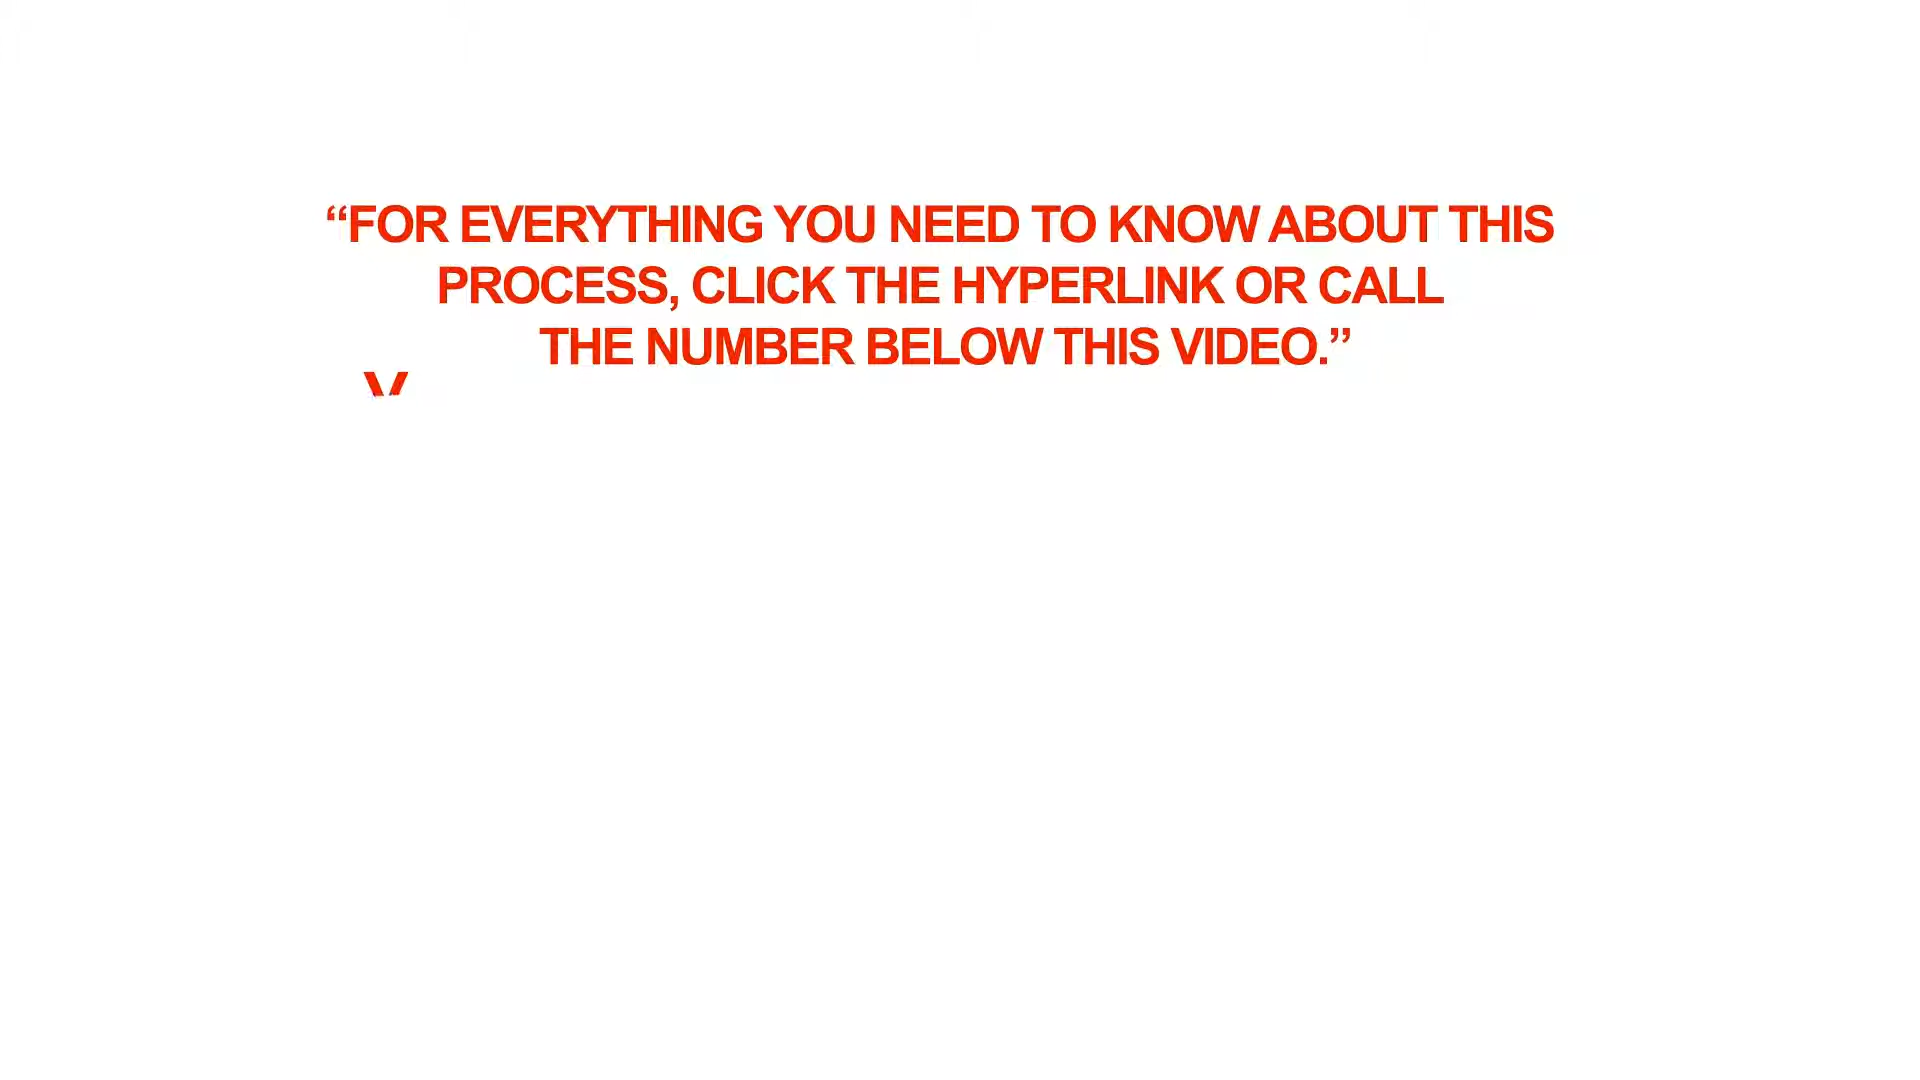 “FOR EVERYTHING YOU NEED TO KNOW ABOUT THIS
PROCESS, CLICK THE HYPERLINK OR CALL
THE NUMBER BELOW THIS VIDEO.”